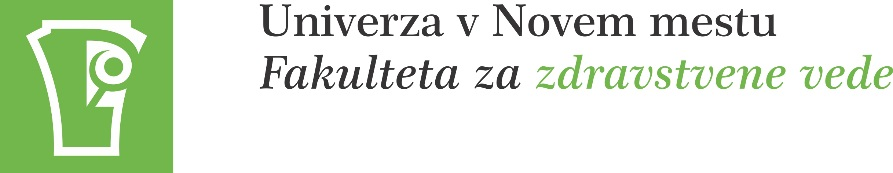 Univerza v Novem mestu
Fakulteta za zdravstvene vede